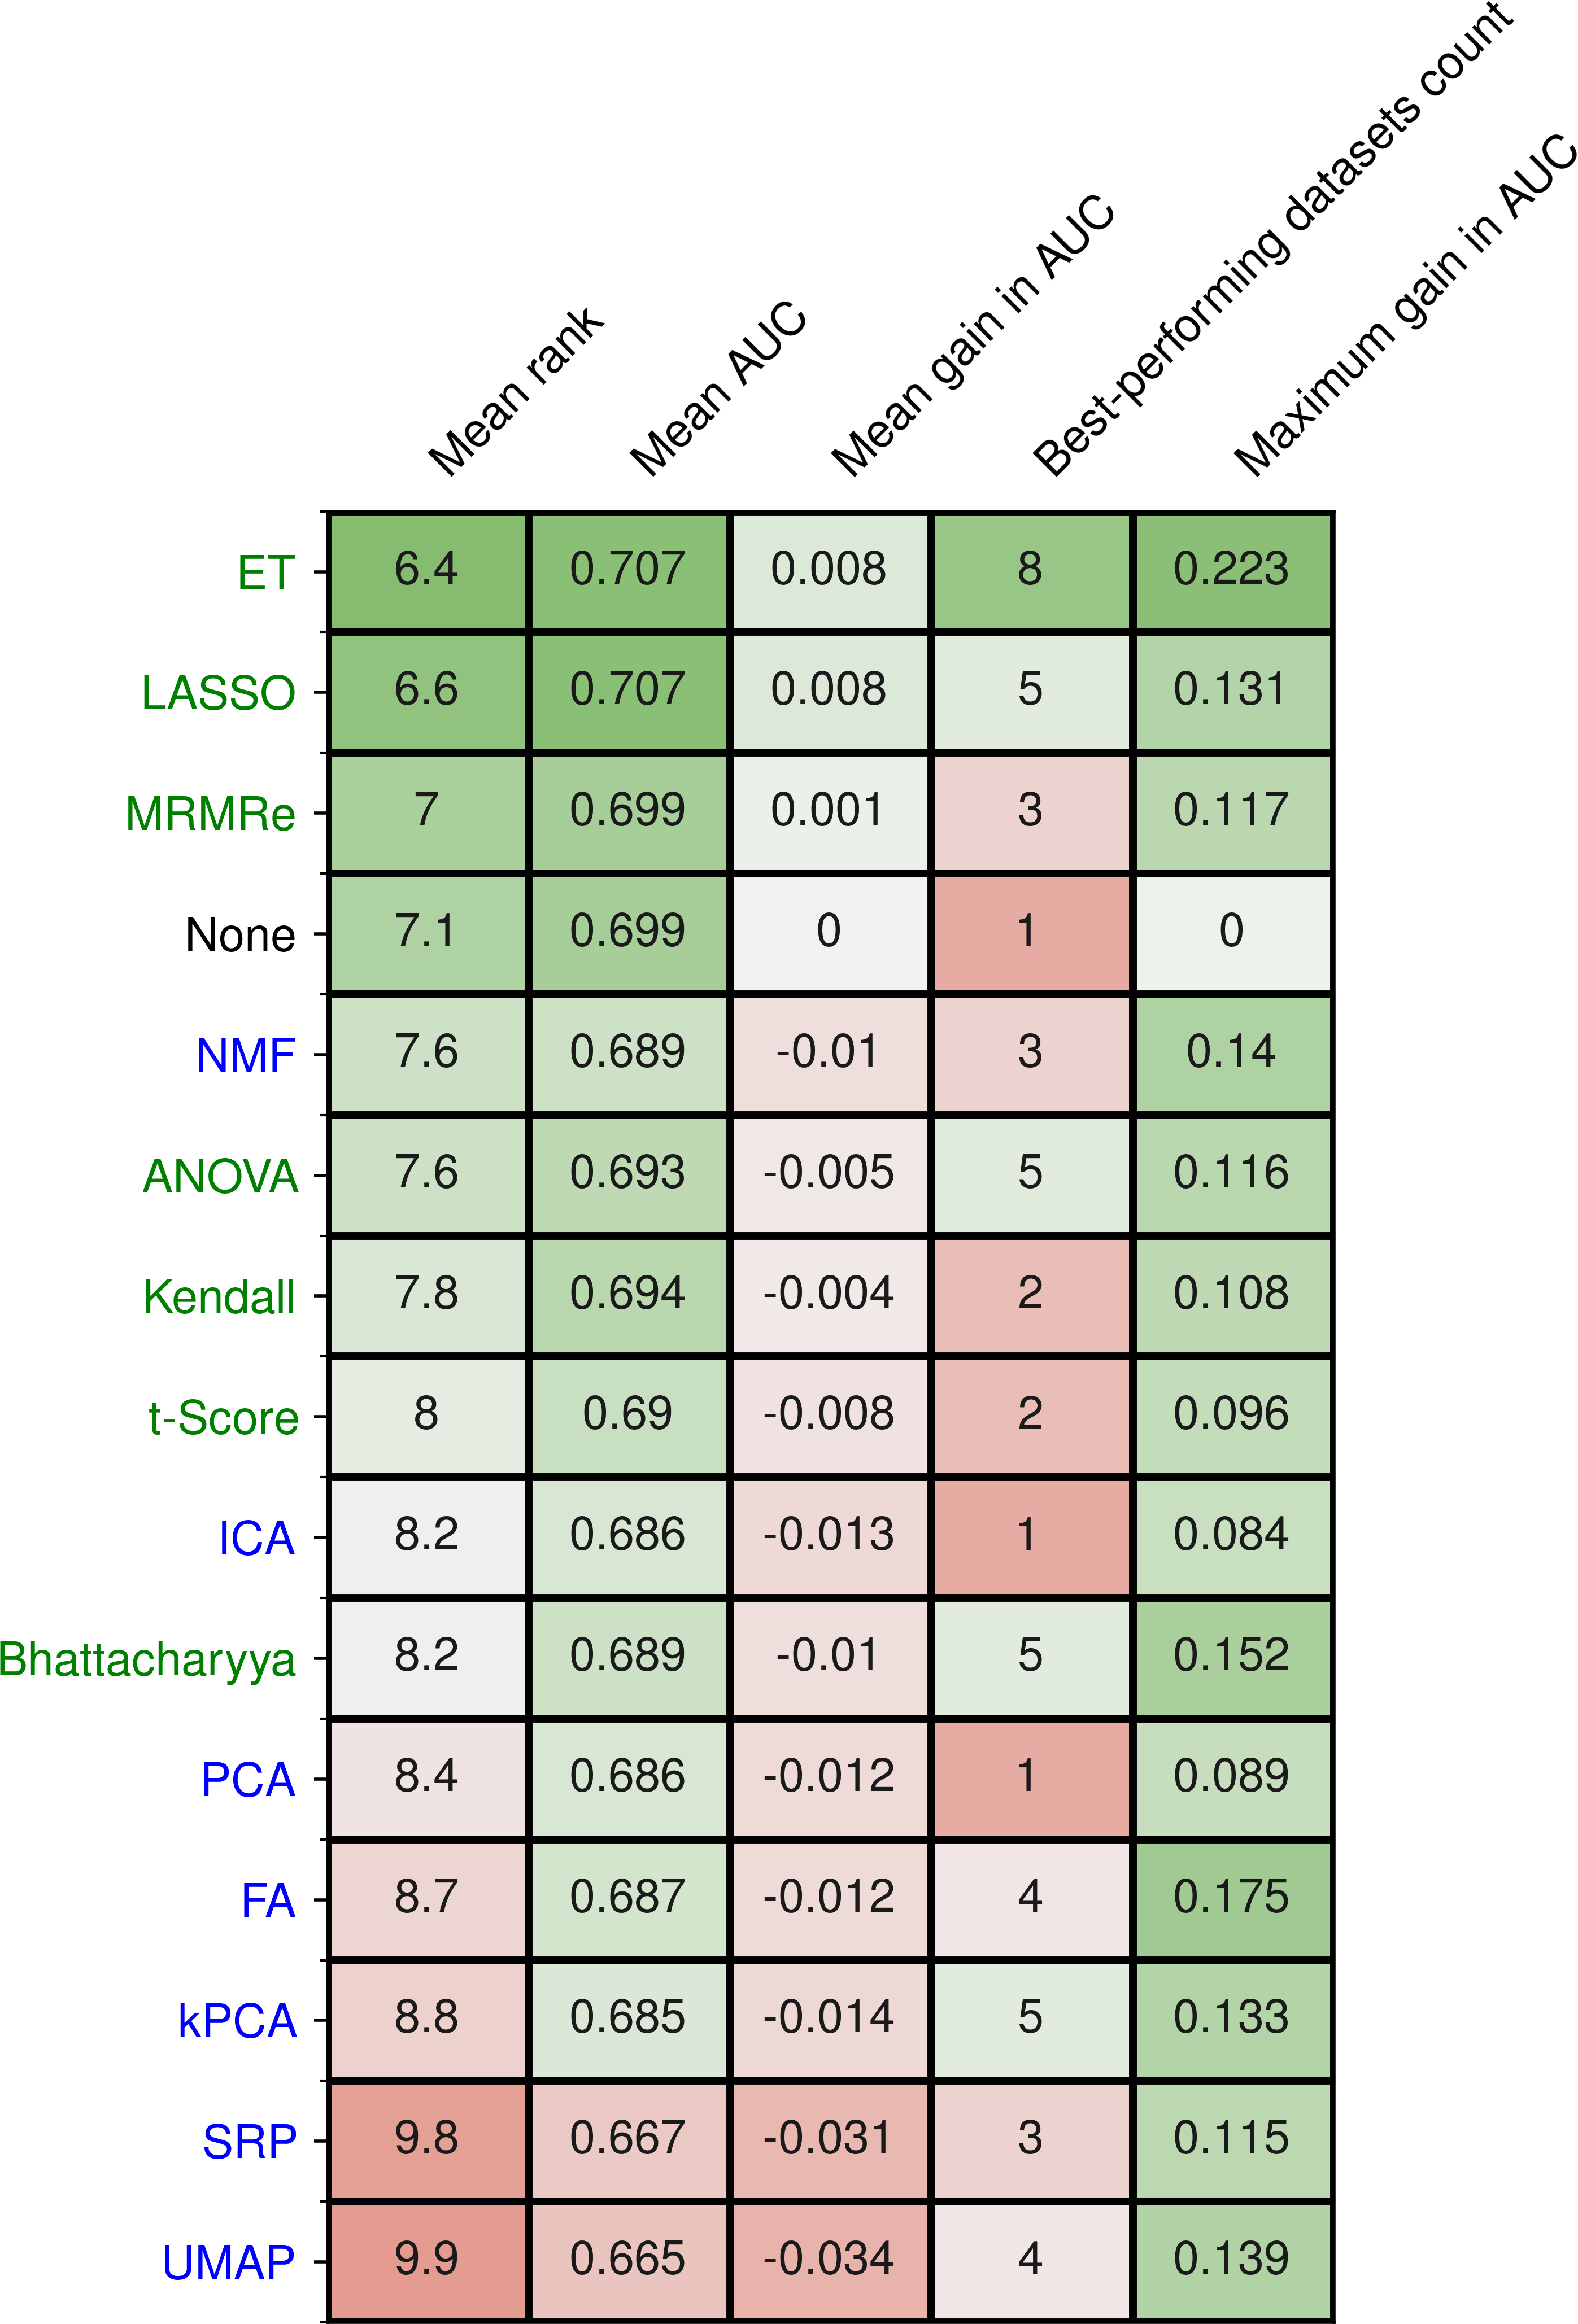 Mean rank
Mean AUC
Mean gain in AUC
Best-performing datasets count
Maximum gain in AUC
ET 6.4 0.707 0.008 8 0.223
LASSO 6.6 0.707 0.008 5 0.131
MRMRe 7 0.699 0.001 3 0.117
None 7.1 0.699 0 1 0
NMF 7.6 0.689 -0.01 3 0.14
ANOVA 7.6 0.693 -0.005 5 0.116
Kendall 7.8 0.694 -0.004 2 0.108
t-Score 8 0.69 -0.008 2 0.096
ICA 8.2 0.686 -0.013 1 0.084
Bhattacharyya 8.2 0.689 -0.01 5 0.152
PCA 8.4 0.686 -0.012 1 0.089
FA 8.7 0.687 -0.012 4 0.175
kPCA 8.8 0.685 -0.014 5 0.133
SRP 9.8 0.667 -0.031 3 0.115
UMAP 9.9 0.665 -0.034 4 0.139